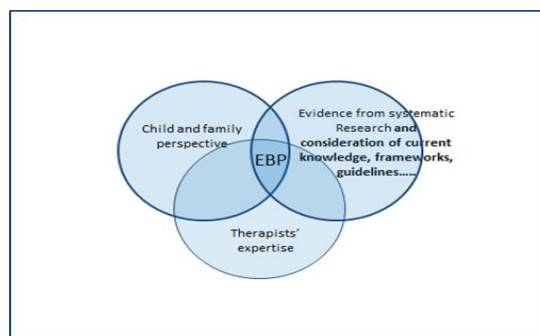 Child and family
perspective
Evidence from systematic
Research and
consideration of current
knowledge, frameworks,
guidelines.....
EBP
Therapists'
expertise